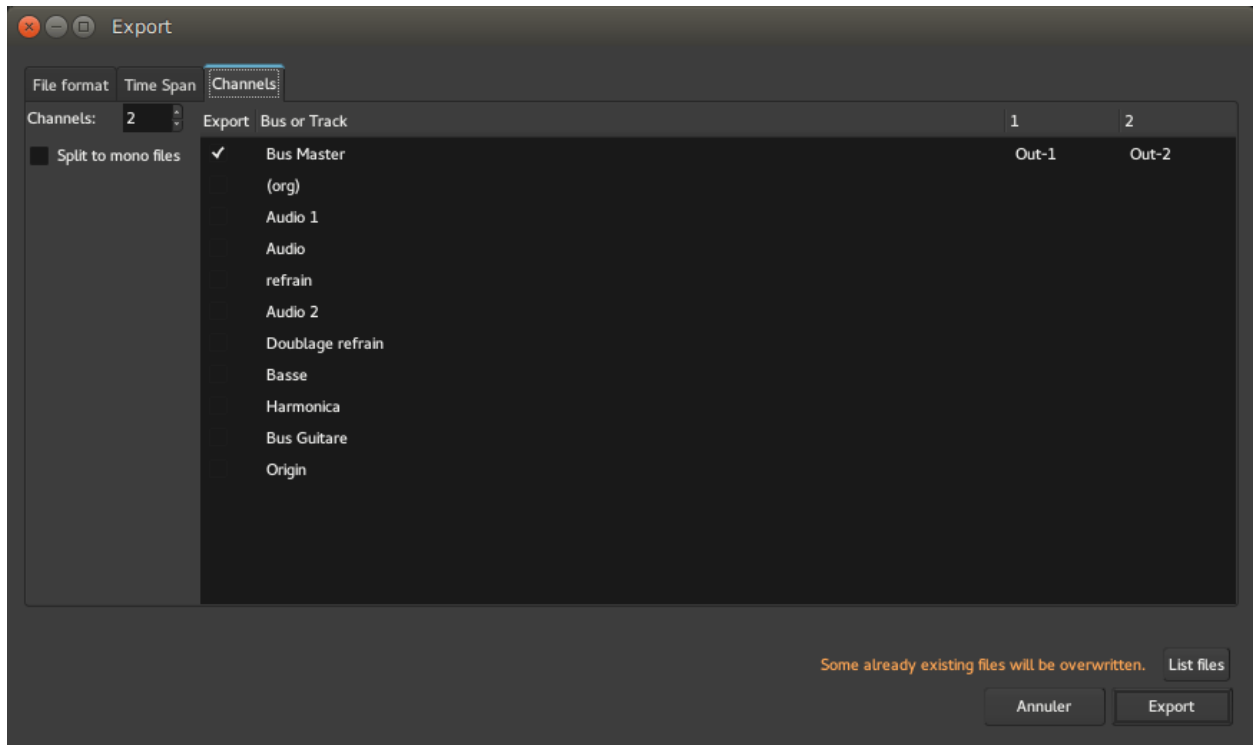 Export
File format Time Span Channels
Channels: 2 Export Bus or Track 1 2
Split to mono files Bus Master Out-1 Out-2
(org)
Audio 1
Audio
refrain
Audio 2
Doublage refrain
Basse
Harmonica
Bus Guitare
Origin
Some already existing files will be overwritten. List files
Annuler Export